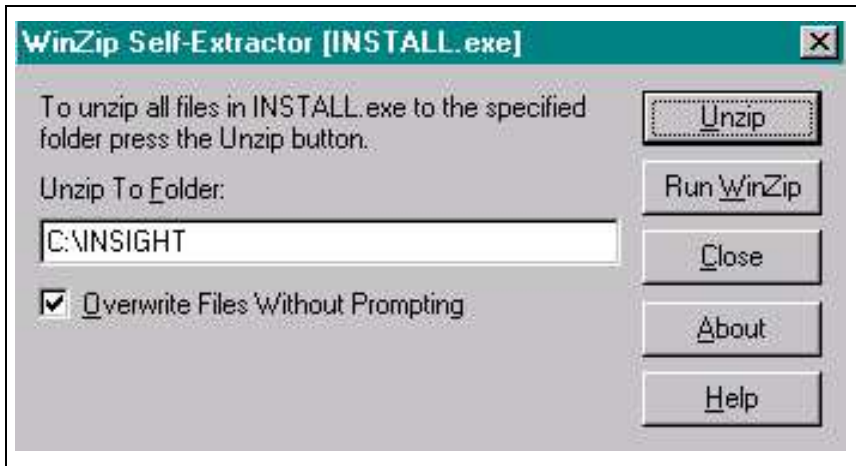 WinZip Self-Extractor [INSTALL.exe]
To unzip all files in INSTALL.exe to the specified
folder press the Unzip button.
Unzip To Folder:
C:\INSIGHT
Overwrite Files Without Prompting
Unzip
Run WinZip
Close
About
Help